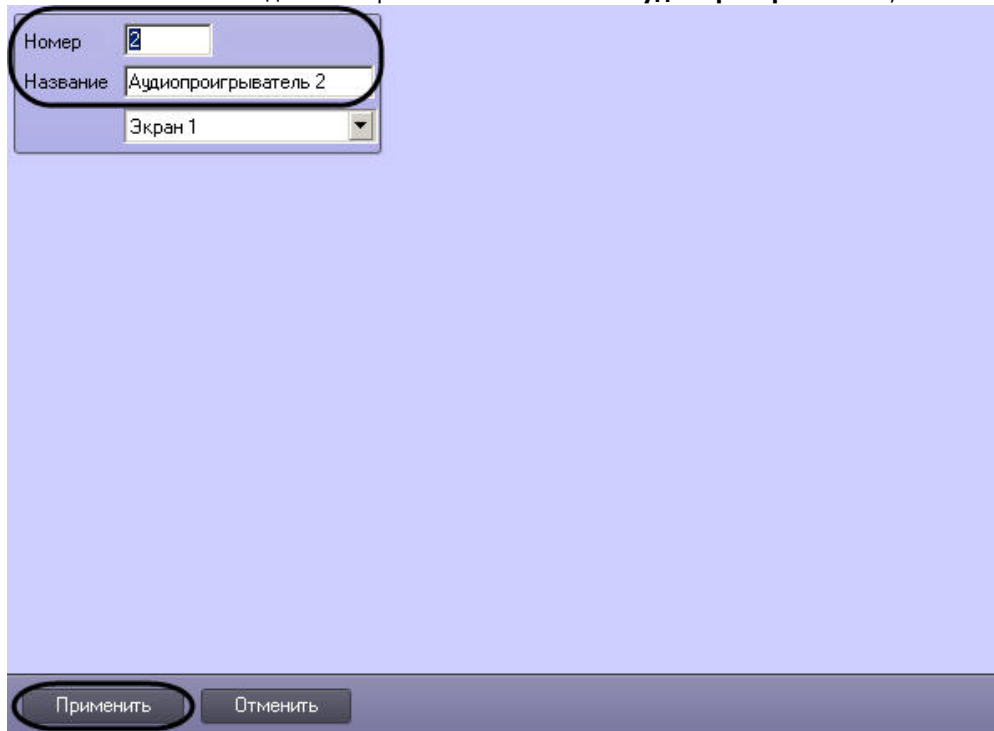 Номер 2
Название Аудиопроигрыватель 2
Экран 1
Применить Отменить